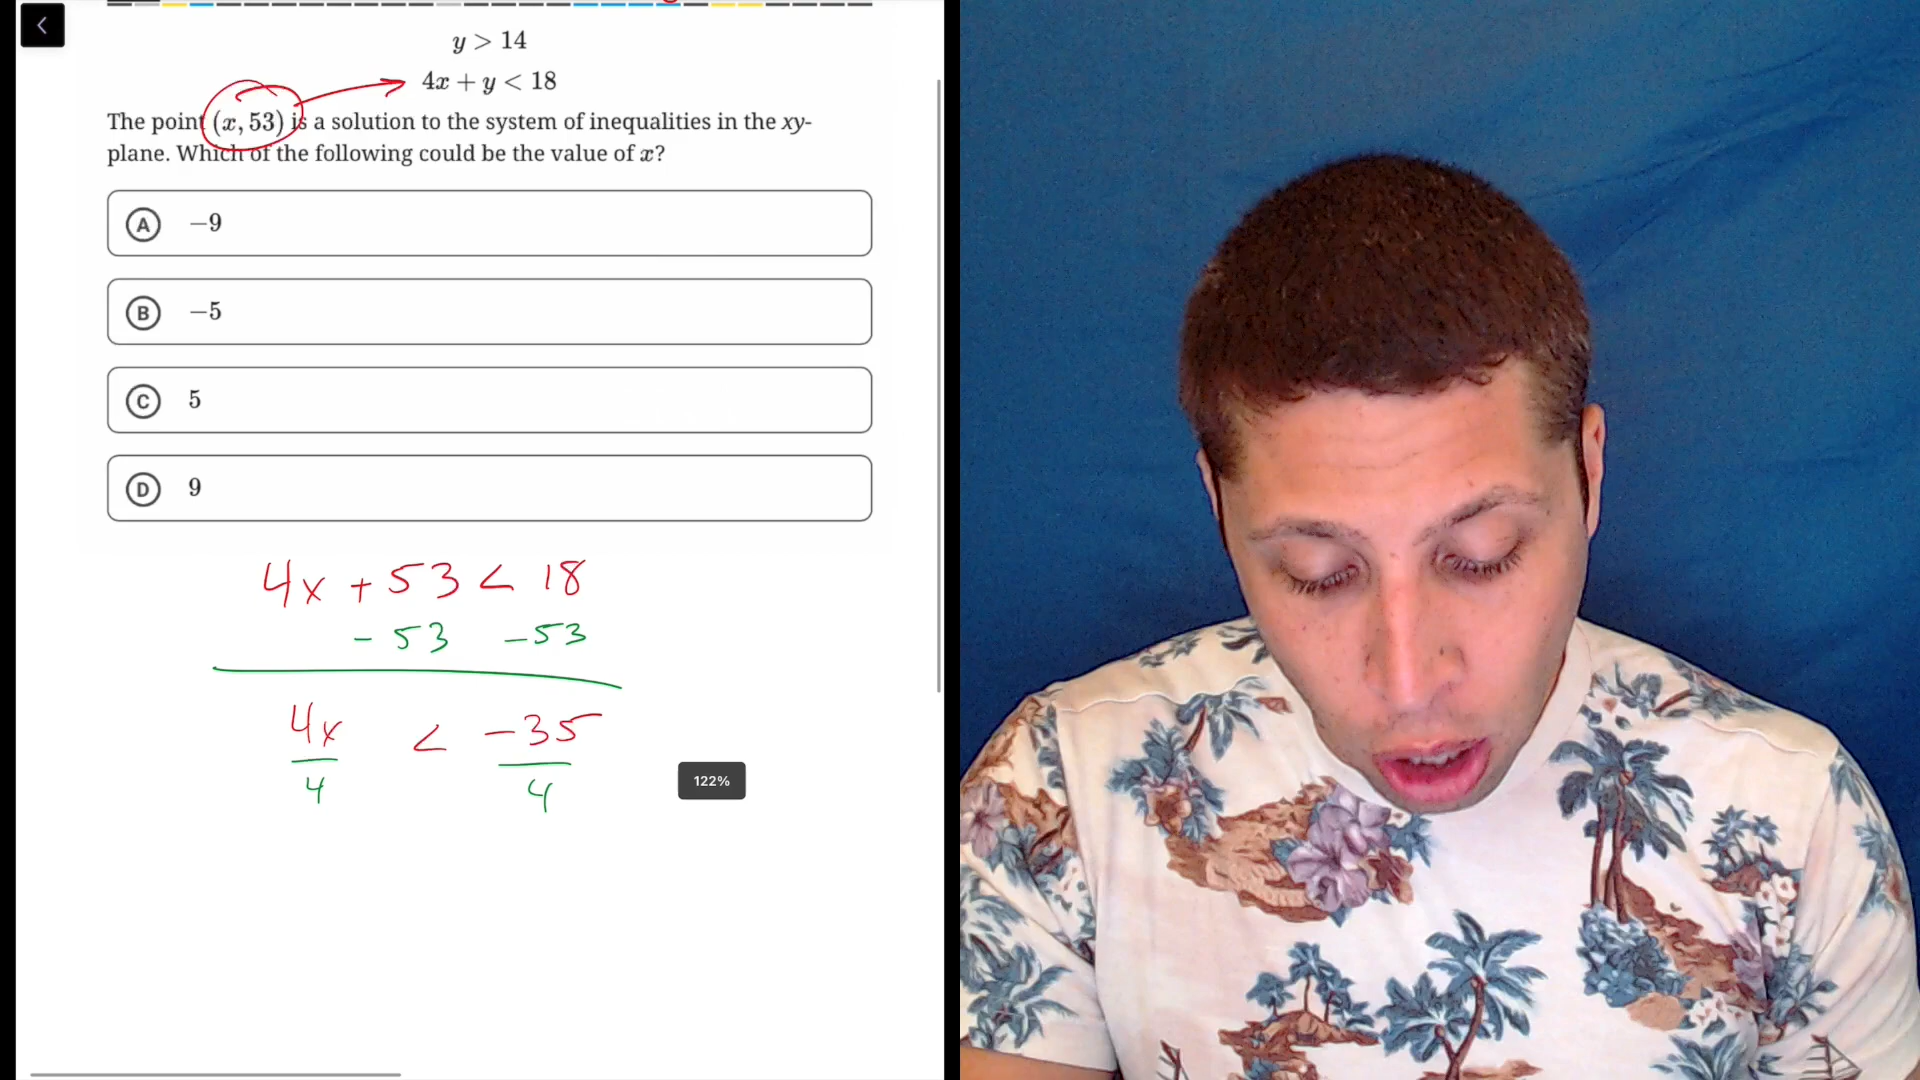 y > 14
4x + y < 18
The point (x, 53) is a solution to the system of inequalities in the xy-
plane. Which of the following could be the value of x?
A −9
B −5
C 5
D 9
4x + 53 < 18
- 53 -53
4x < -35
4 4
122%